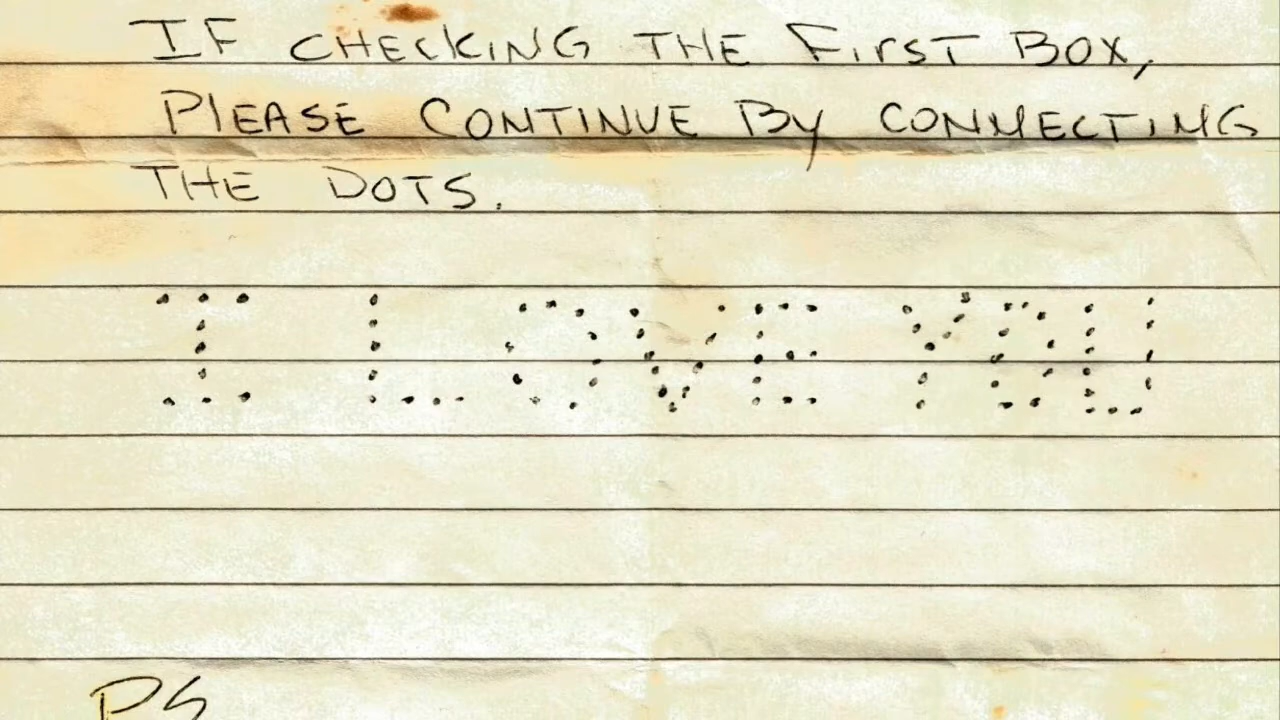 IF CHECKING THE FIRST BOX,
PLEASE CONTINUE BY CONNECTING
THE DOTS.
I LOVE YOU
PS